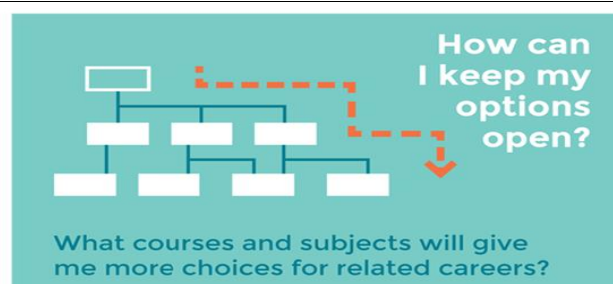 How can
I keep my
options
open?
What courses and subjects will give
me more choices for related careers?